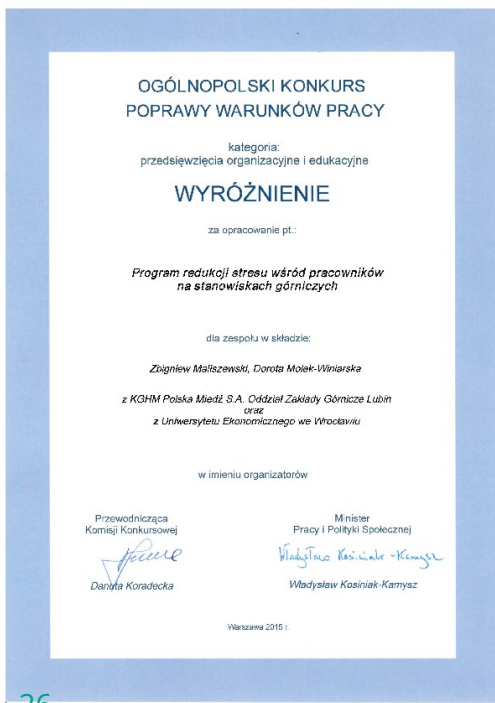 OGÓLNOPOLSKI KONKURS
POPRAWY WARUNKÓW PRACY
kategoria:
przedsięwzięcia organizacyjne i edukacyjne
WYRÓŻNIENIE
za opracowanie pt.:
Program redukcji stresu wśród pracowników
na stanowiskach górniczych
dla zespołu w składzie:
Zbigniew Maliszewski, Dorota Molek-Winiarska
z KGHM Polska Miedź S.A. Oddział Zakłady Górnicze Lubin
oraz
z Uniwersytetu Ekonomicznego we Wrocławiu
w imieniu organizatorów
Przewodnicząca
Komisji Konkursowej
Danuta Koradecka
Minister
Pracy i Polityki Społecznej
Władysław Kosiniak-Kamysz
Władysław Kosiniak-Kamysz
Warszawa 2015 r.
26